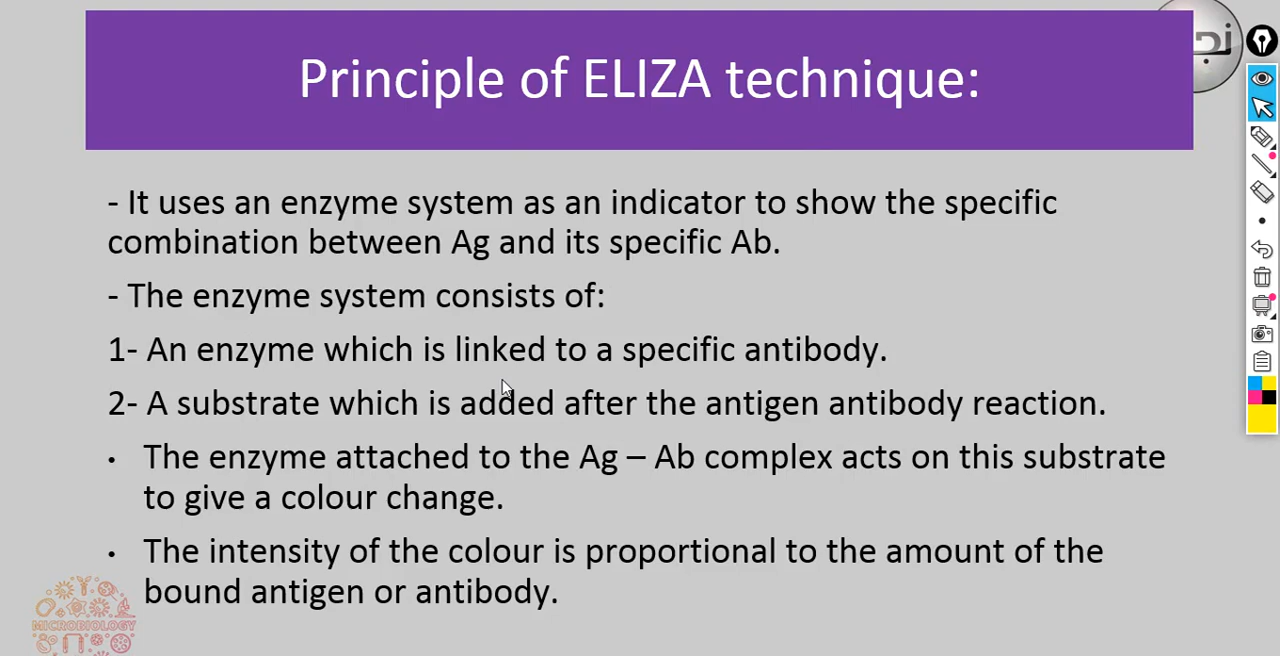 Principle of ELIZA technique:
- It uses an enzyme system as an indicator to show the specific
combination between Ag and its specific Ab.
- The enzyme system consists of:
1- An enzyme which is linked to a specific antibody.
2- A substrate which is added after the antigen antibody reaction.
• The enzyme attached to the Ag – Ab complex acts on this substrate
to give a colour change.
• The intensity of the colour is proportional to the amount of the
bound antigen or antibody.
MICROBIOLOGY